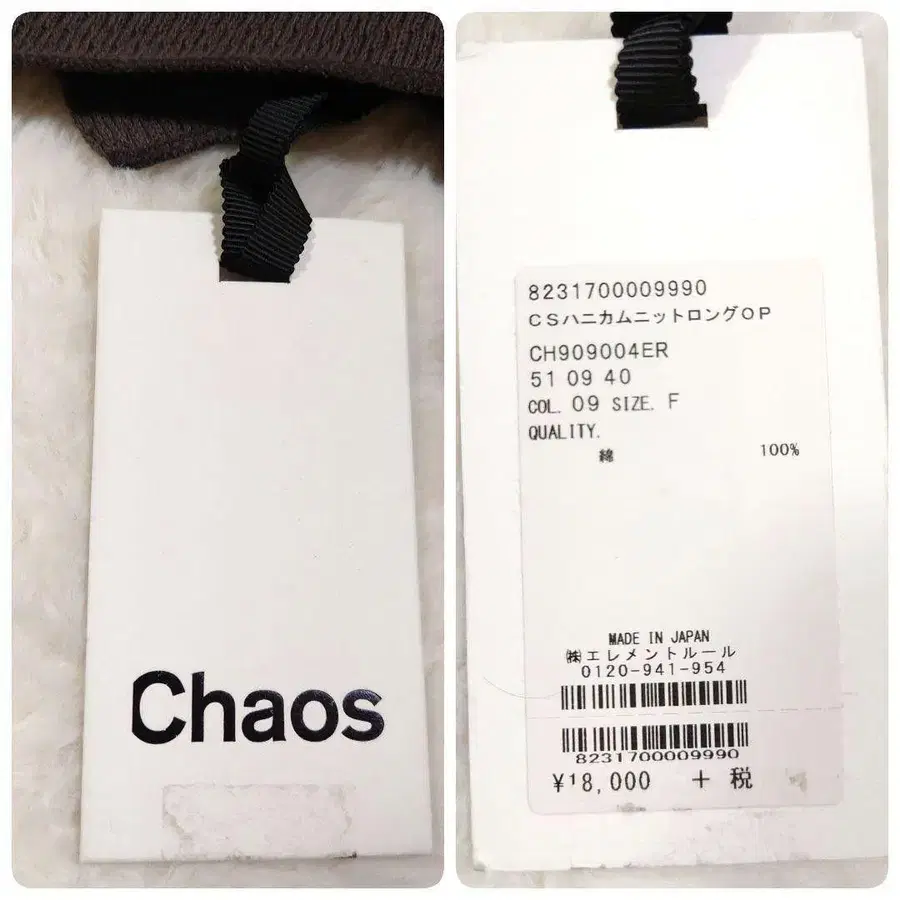 Chaos
8231700009990
CSハニカムニットロングOP
CH909004ER
51 09 40
COL. 09 SIZE. F
QUALITY.
綿 100%
MADE IN JAPAN
㈱エレメントルール
0120-941-954
8231700009990
¥18,000 + 税